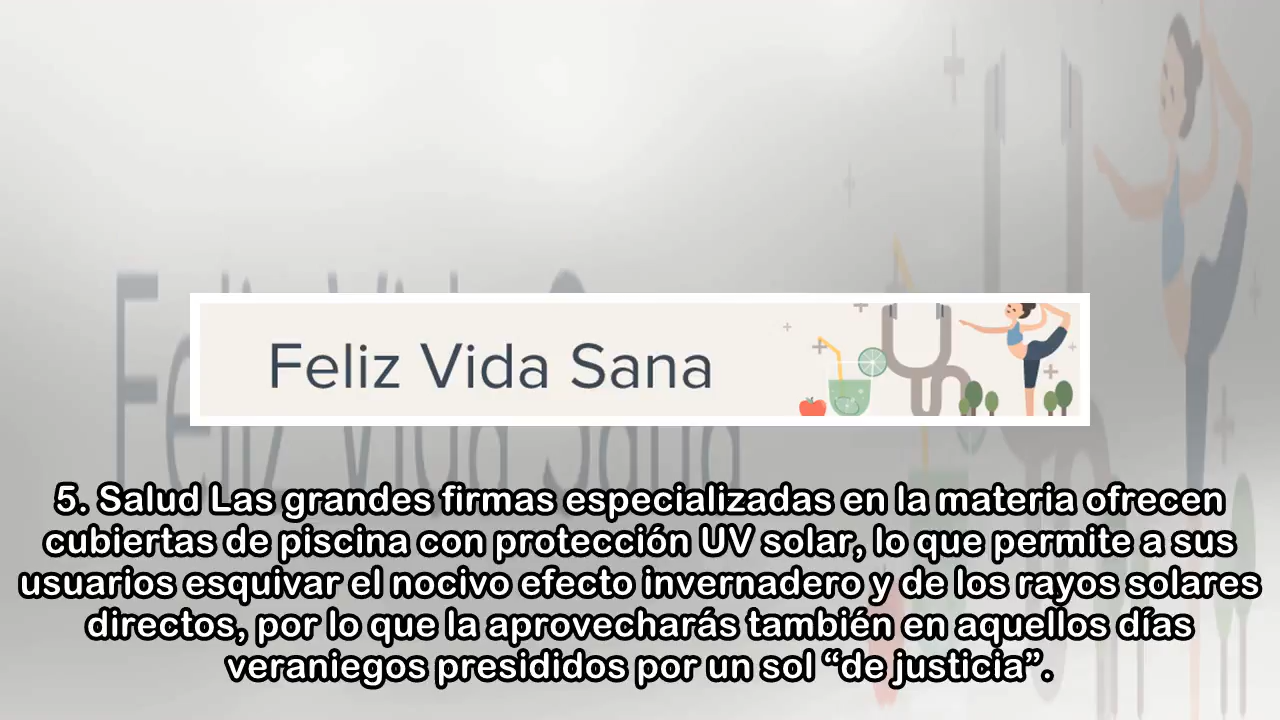 Feliz Vida Sana
5. Salud Las grandes firmas especializadas en la materia ofrecen
cubiertas de piscina con protección UV solar, lo que permite a sus
usuarios esquivar el nocivo efecto invernadero y de los rayos solares
directos, por lo que la aprovecharás también en aquellos días
veraniegos presididos por un sol “de justicia”.